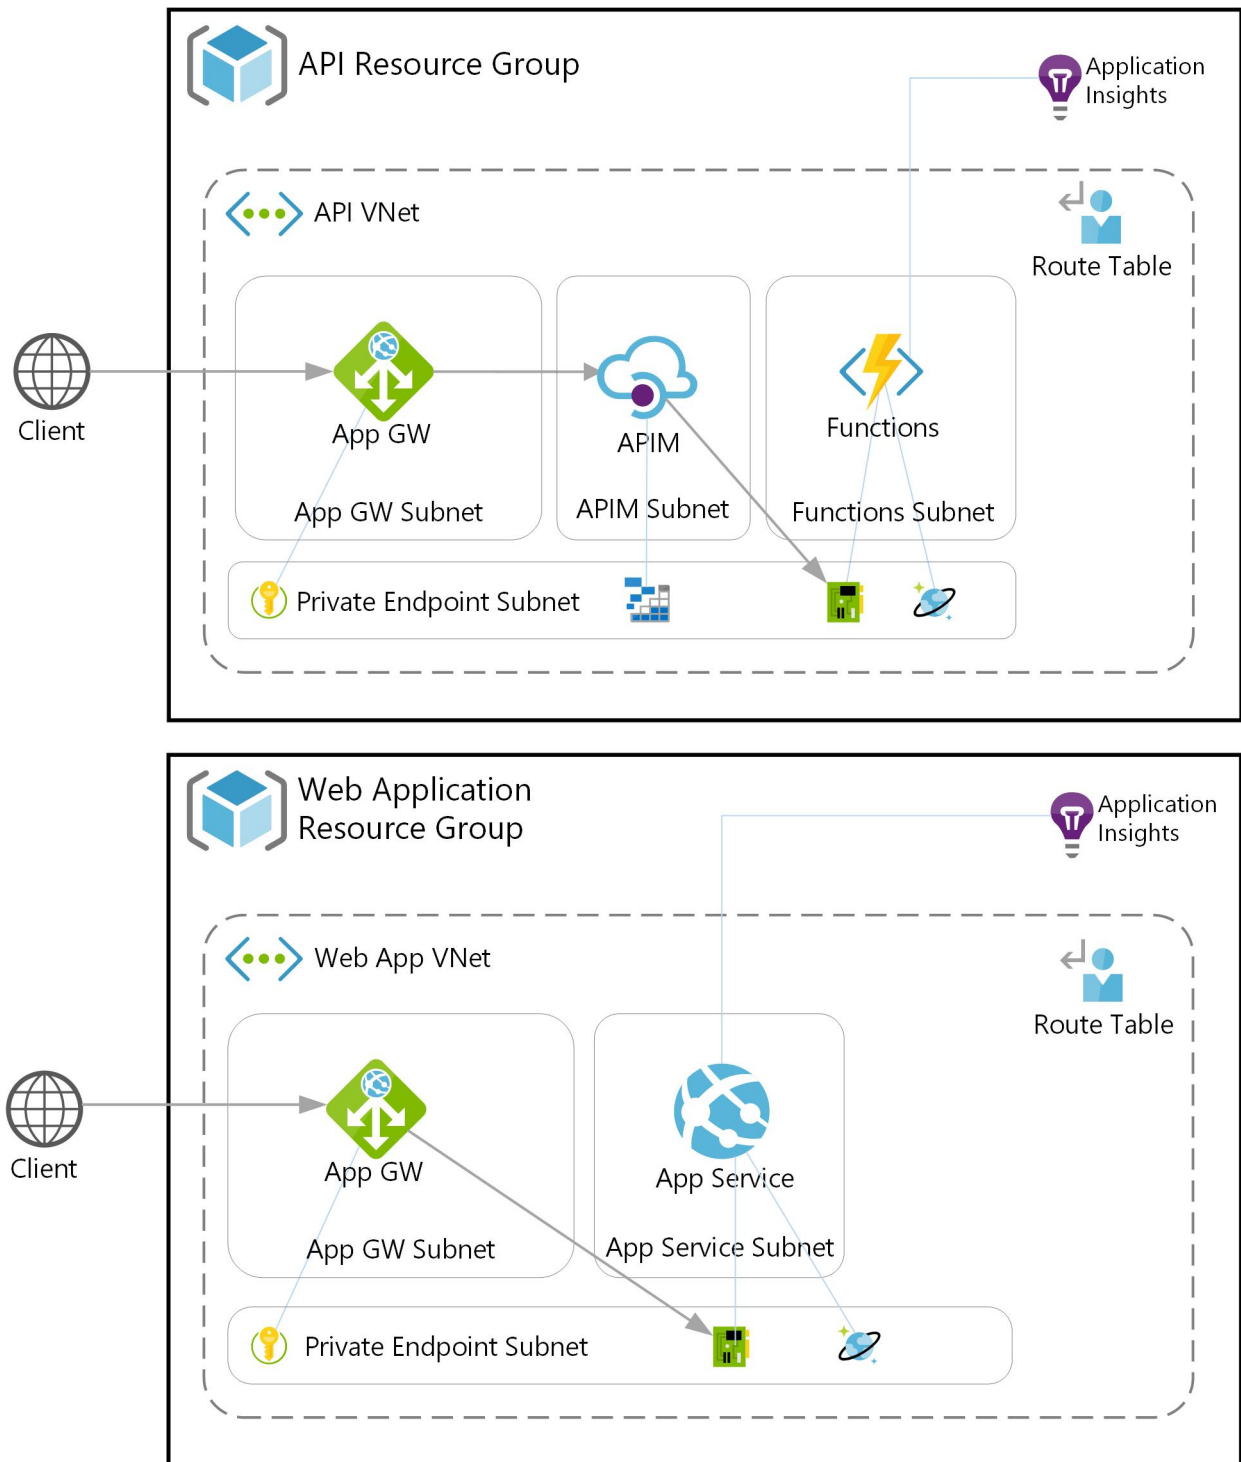 API Resource Group
Application
Insights
API VNet
Route Table
Client
App GW
APIM
Functions
App GW Subnet
APIM Subnet
Functions Subnet
Private Endpoint Subnet
Web Application
Resource Group
Application
Insights
Web App VNet
Route Table
Client
App GW
App Service
App GW Subnet
App Service Subnet
Private Endpoint Subnet